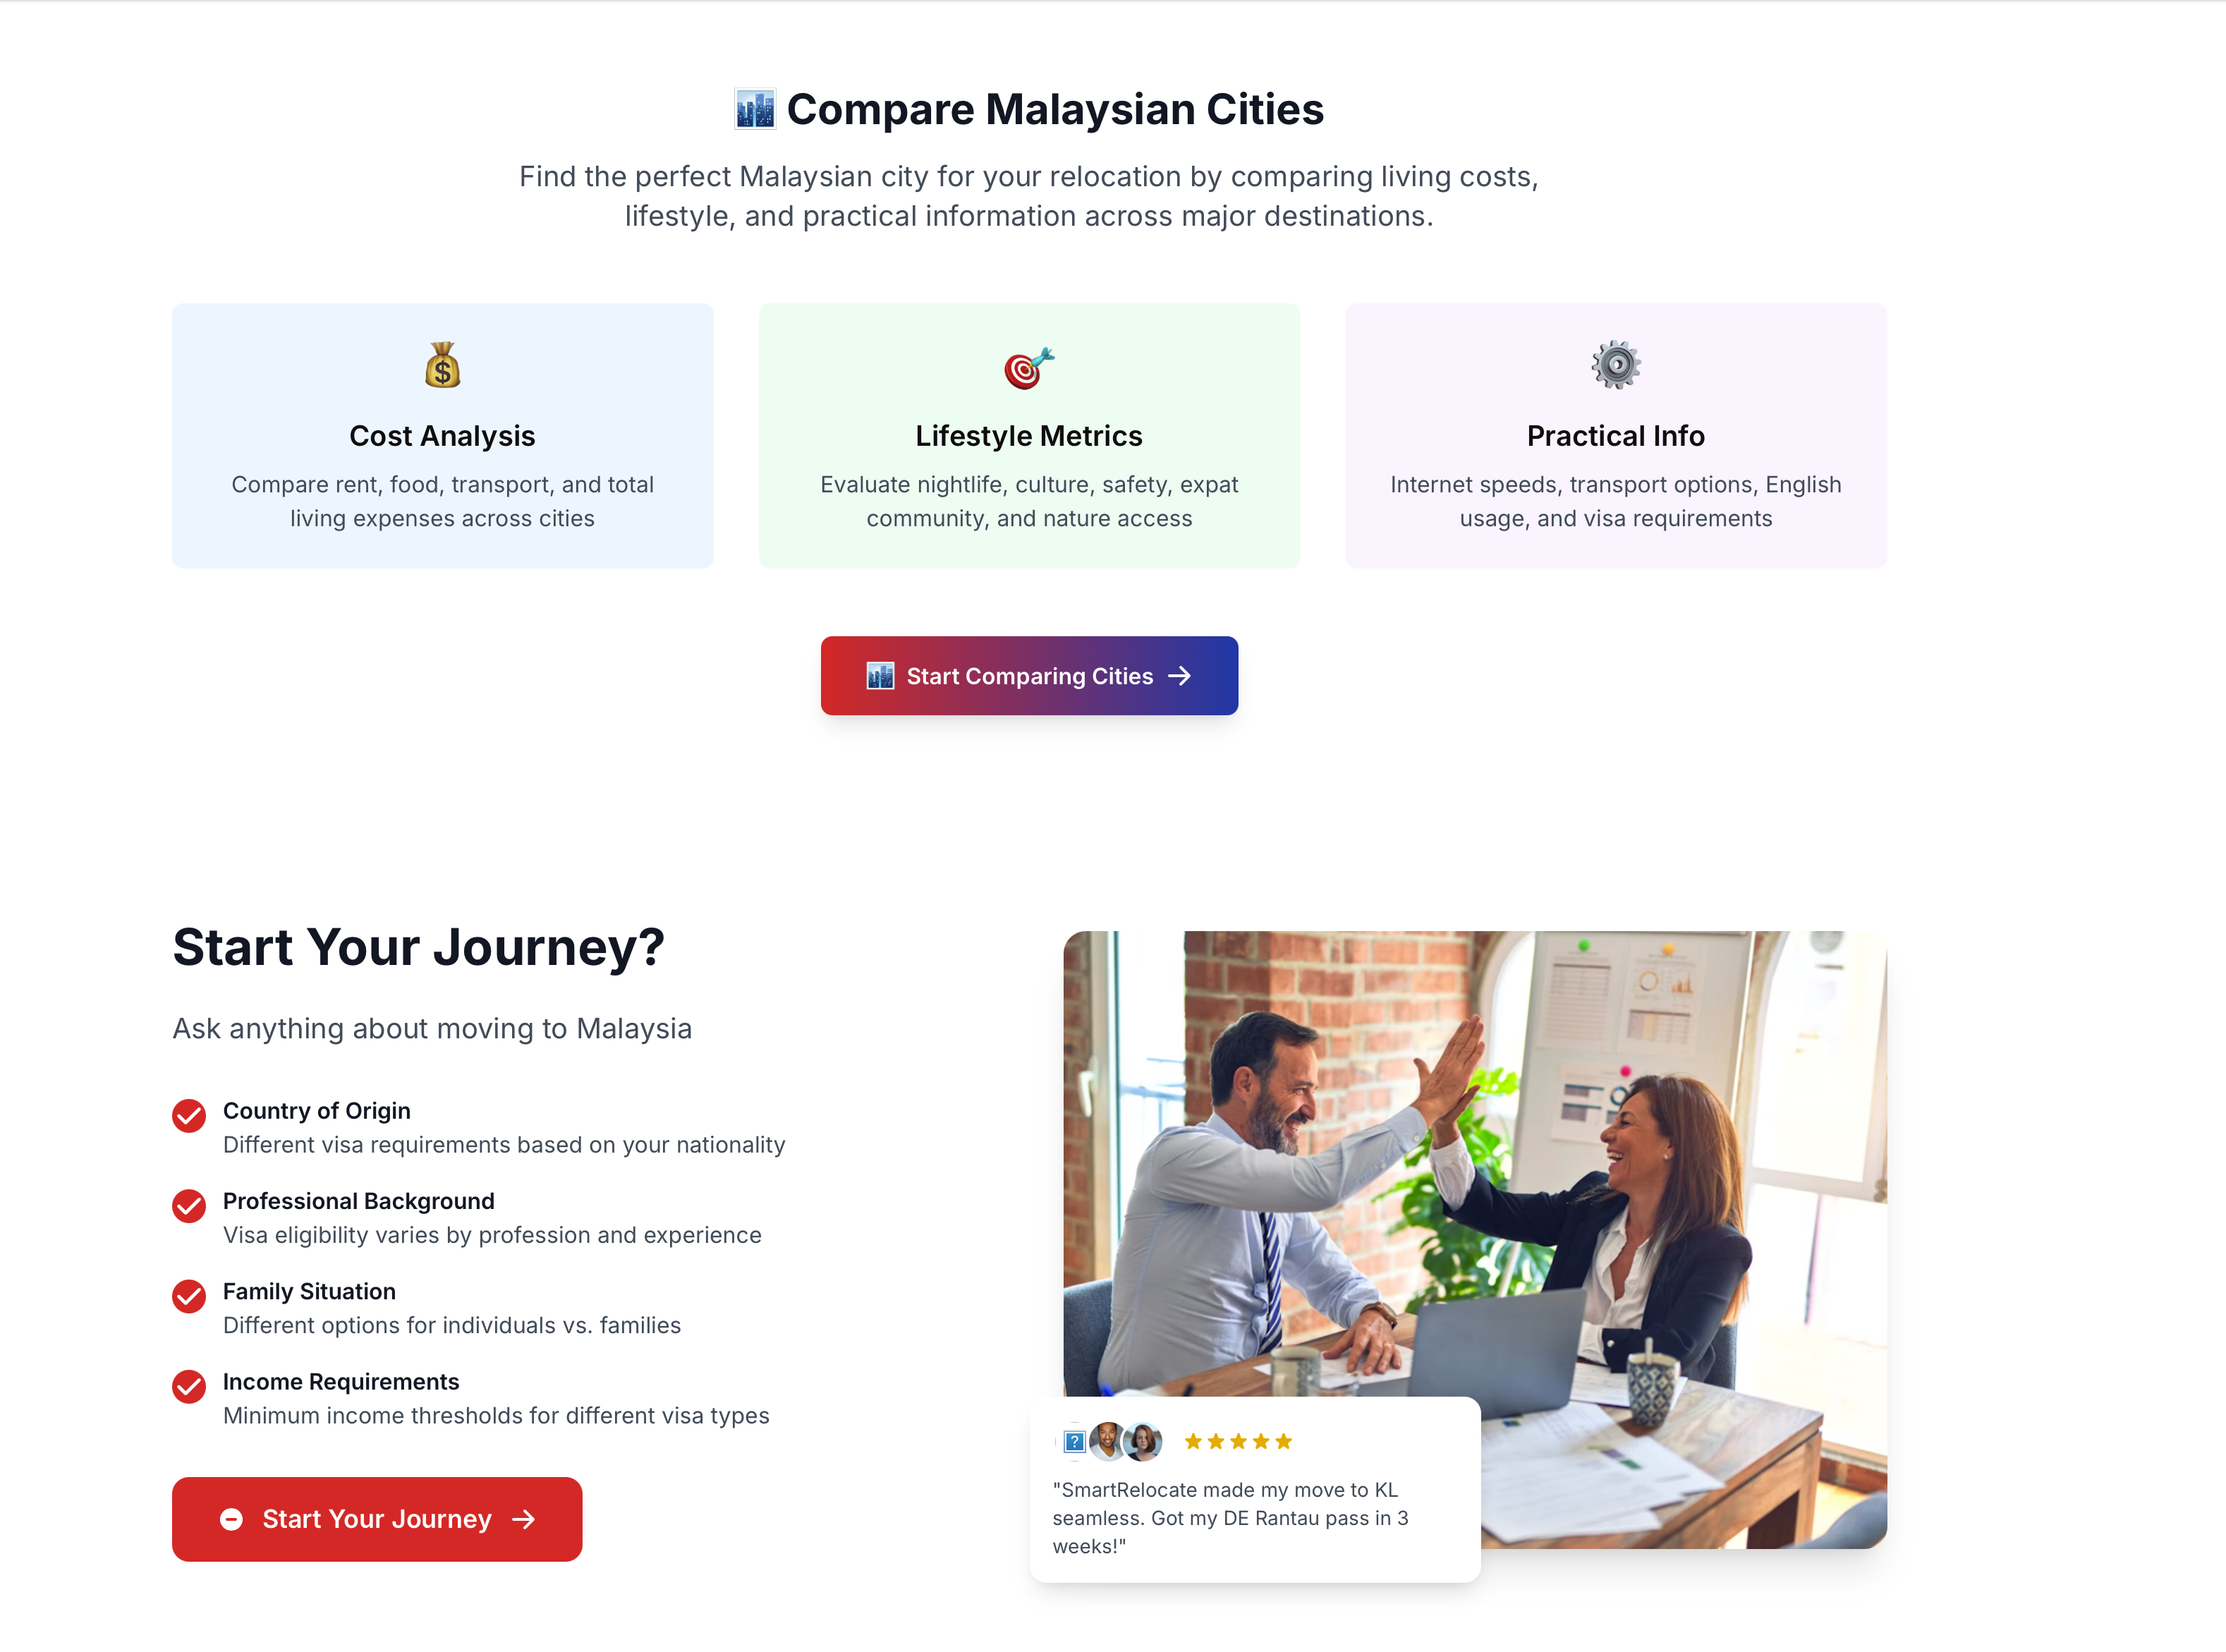 Compare Malaysian Cities
Find the perfect Malaysian city for your relocation by comparing living costs,
lifestyle, and practical information across major destinations.
$
Cost Analysis
Compare rent, food, transport, and total
living expenses across cities
Lifestyle Metrics
Evaluate nightlife, culture, safety, expat
community, and nature access
Practical Info
Internet speeds, transport options, English
usage, and visa requirements
Start Comparing Cities →
Start Your Journey?
Ask anything about moving to Malaysia
Country of Origin
Different visa requirements based on your nationality
Professional Background
Visa eligibility varies by profession and experience
Family Situation
Different options for individuals vs. families
Income Requirements
Minimum income thresholds for different visa types
Start Your Journey →
?
"SmartRelocate made my move to KL
seamless. Got my DE Rantau pass in 3
weeks!"